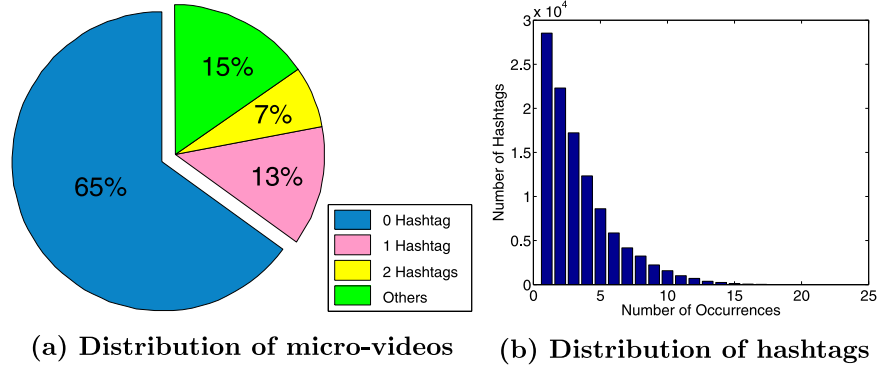 15%
7%
13%
65%
0 Hashtag
1 Hashtag
2 Hashtags
Others
(a) Distribution of micro-videos
x 10^4
3
2.5
2
1.5
1
0.5
0
Number of Hashtags
0 5 10 15 20 25
Number of Occurrences
(b) Distribution of hashtags